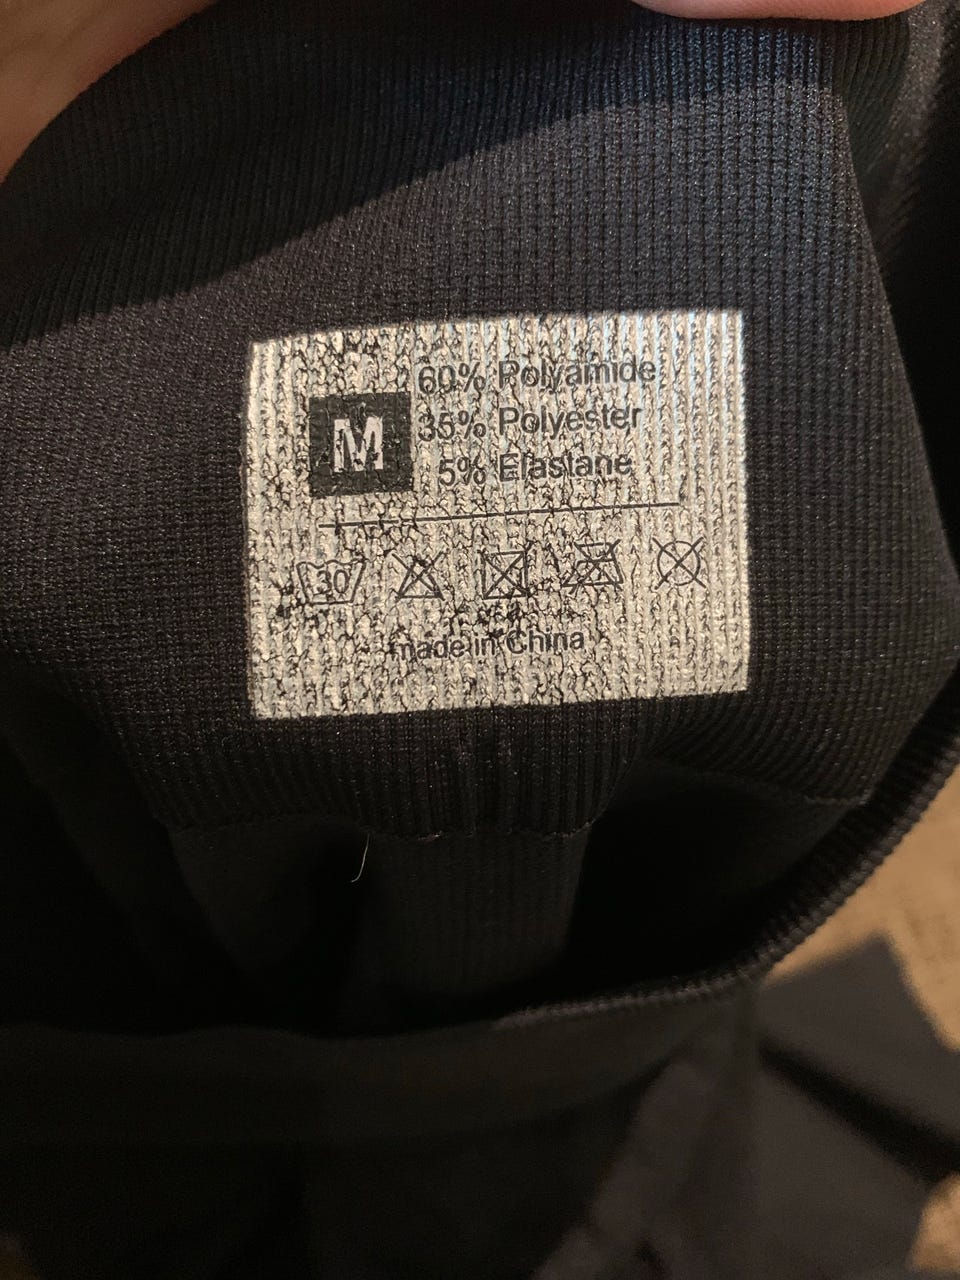 M
60% Polyamide
35% Polyester
5% Elastane
30
made in China